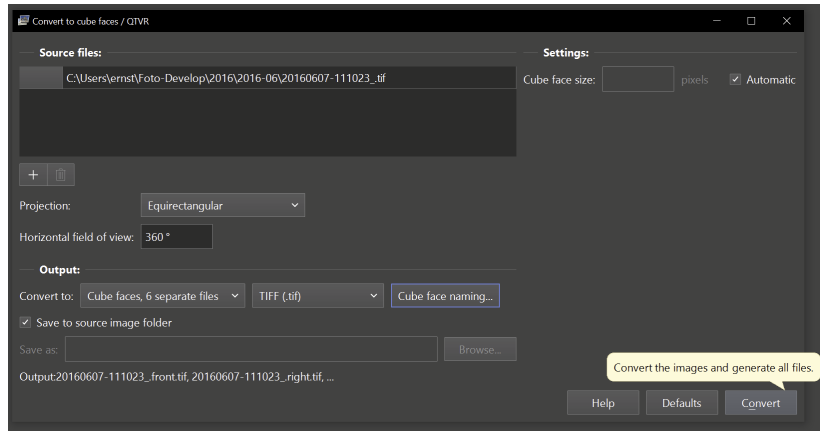 Convert to cube faces / QTVR
Source files:
C:\Users\ernst\Foto-Develop\2016\2016-06\20160607-111023_.tif
Settings:
Cube face size: pixels Automatic
Projection: Equirectangular
Horizontal field of view: 360 °
Output:
Convert to: Cube faces, 6 separate files TIFF (.tif) Cube face naming...
Save to source image folder
Save as: Browse...
Output:20160607-111023_.front.tif, 20160607-111023_.right.tif, ...
Convert the images and generate all files.
Help Defaults Convert